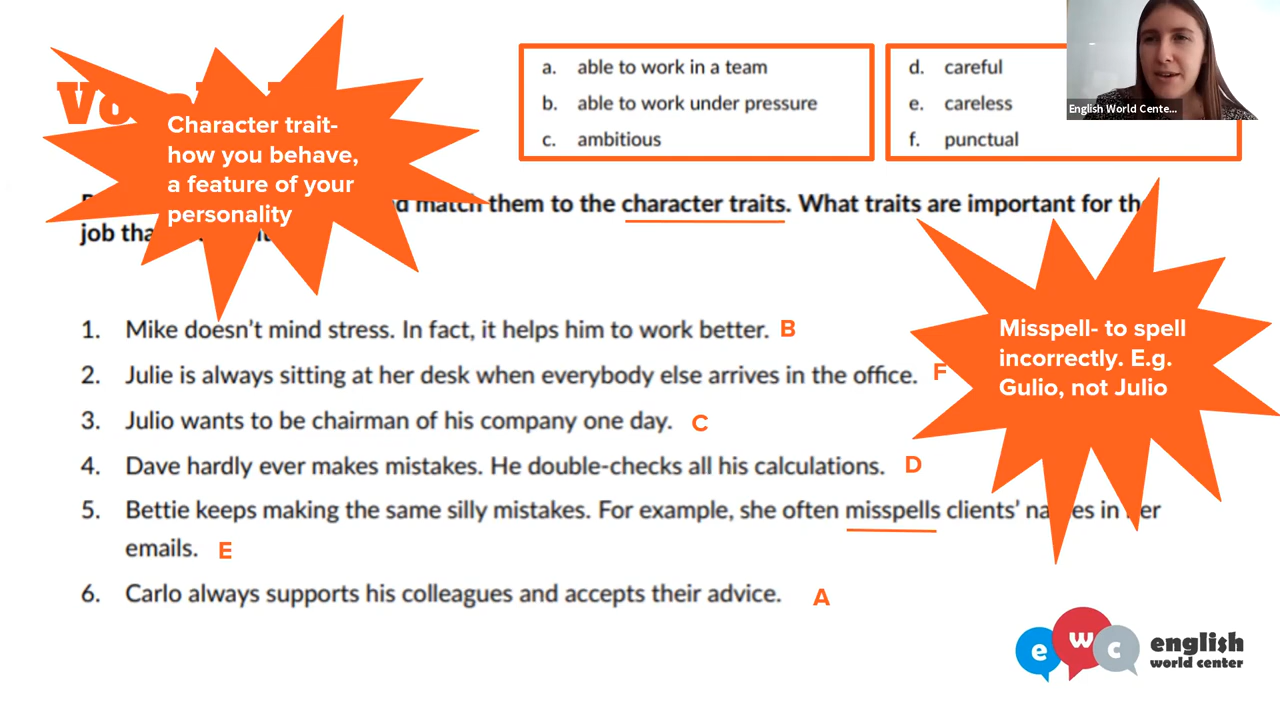 a. able to work in a team
b. able to work under pressure
c. ambitious
d. careful
e. careless
f. punctual
English World Cente...
Character trait-
how you behave,
a feature of your
personality
match them to the character traits. What traits are important for
job
Misspell- to spell
incorrectly. E.g.
Gulio, not Julio
1. Mike doesn't mind stress. In fact, it helps him to work better. B
2. Julie is always sitting at her desk when everybody else arrives in the office. F
3. Julio wants to be chairman of his company one day. C
4. Dave hardly ever makes mistakes. He double-checks all his calculations. D
5. Bettie keeps making the same silly mistakes. For example, she often misspells clients' in
emails. E
6. Carlo always supports his colleagues and accepts their advice. A
e w c english
world center